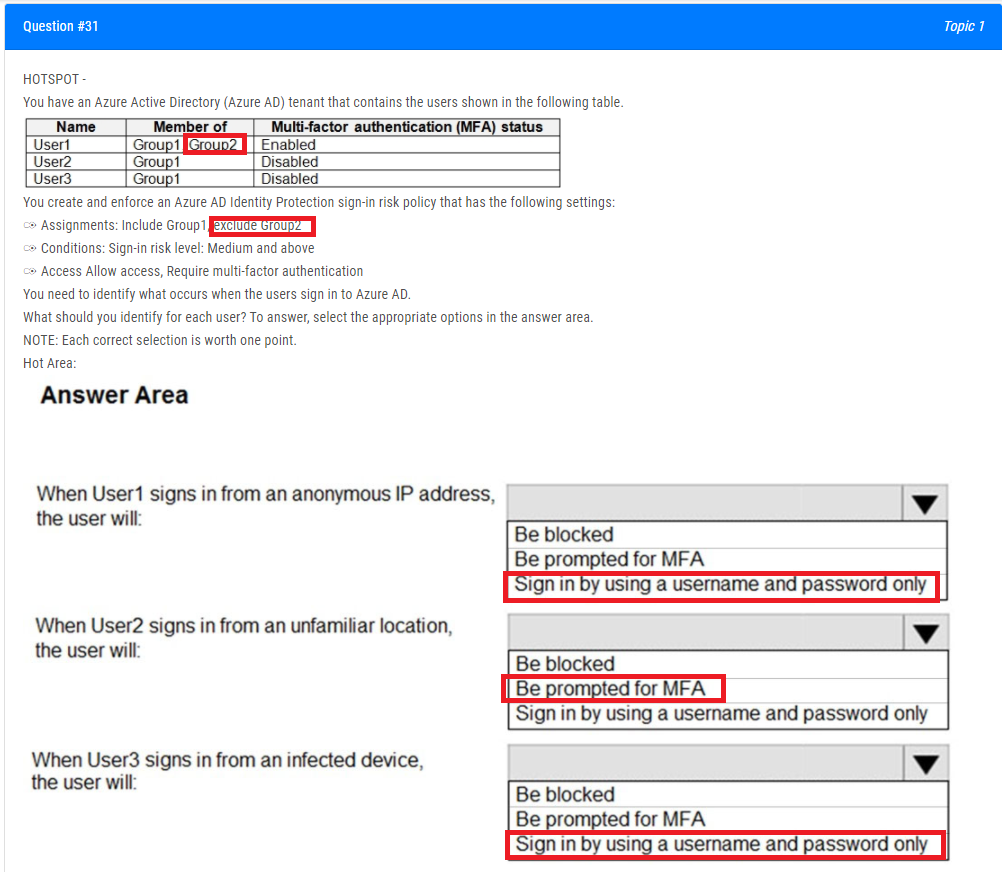 Question #31 Topic 1
HOTSPOT -
You have an Azure Active Directory (Azure AD) tenant that contains the users shown in the following table.
Name Member of Multi-factor authentication (MFA) status
User1 Group1, Group2 Enabled
User2 Group1 Disabled
User3 Group1 Disabled
You create and enforce an Azure AD Identity Protection sign-in risk policy that has the following settings:
Assignments: Include Group1, exclude Group2
Conditions: Sign-in risk level: Medium and above
Access Allow access, Require multi-factor authentication
You need to identify what occurs when the users sign in to Azure AD.
What should you identify for each user? To answer, select the appropriate options in the answer area.
NOTE: Each correct selection is worth one point.
Hot Area:
Answer Area
When User1 signs in from an anonymous IP address,
the user will:
Be blocked
Be prompted for MFA
Sign in by using a username and password only
When User2 signs in from an unfamiliar location,
the user will:
Be blocked
Be prompted for MFA
Sign in by using a username and password only
When User3 signs in from an infected device,
the user will:
Be blocked
Be prompted for MFA
Sign in by using a username and password only